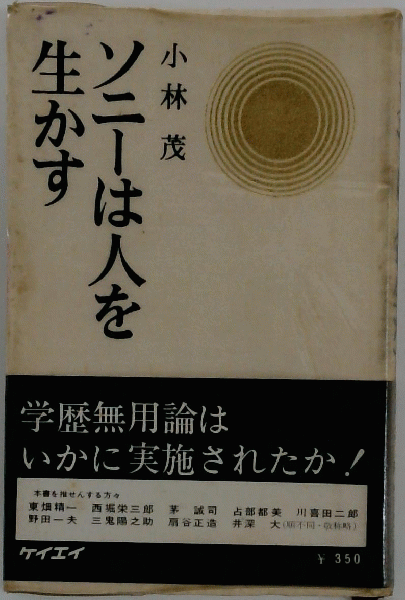 小林 茂
ソニーは人を
生かす
学歴無用論は
いかに実施されたか!
本書を推せんする方々
東畑精一 西堀栄三郎 茅 誠司 占部都美 川喜田二郎
野田一夫 三鬼陽之助 扇谷正造 井深 大(順不同・敬称略)
ケイエイ
¥ 350